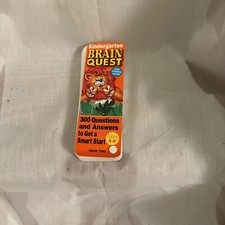 Kindergarten
BRAIN
QUEST
300 Questions
and Answers
to Get a
Smart Start